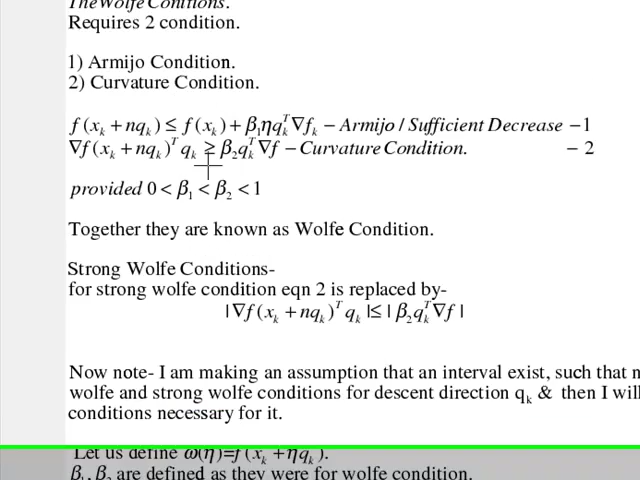 The Wolfe Conitions.
Requires 2 condition.
1) Armijo Condition.
2) Curvature Condition.
f(x_k + nq_k) ≤ f(x_k) + β_1ηq_k^T∇f_k − Armijo / Sufficient Decrease −1
∇f(x_k + nq_k)^T q_k ≥ β_2q_k^T∇f − Curvature Condition. − 2
provided 0 < β_1 < β_2 < 1
Together they are known as Wolfe Condition.
Strong Wolfe Conditions-
for strong wolfe condition eqn 2 is replaced by-
|∇f(x_k + nq_k)^T q_k |≤| β_2q_k^T∇f |
Now note- I am making an assumption that an interval exist, such that
wolfe and strong wolfe conditions for descent direction q_k & then I will
conditions necessary for it.
Let us define ω(η)=f(x_k + ηq_k).
β_1, β_2 are defined as they were for wolfe condition.